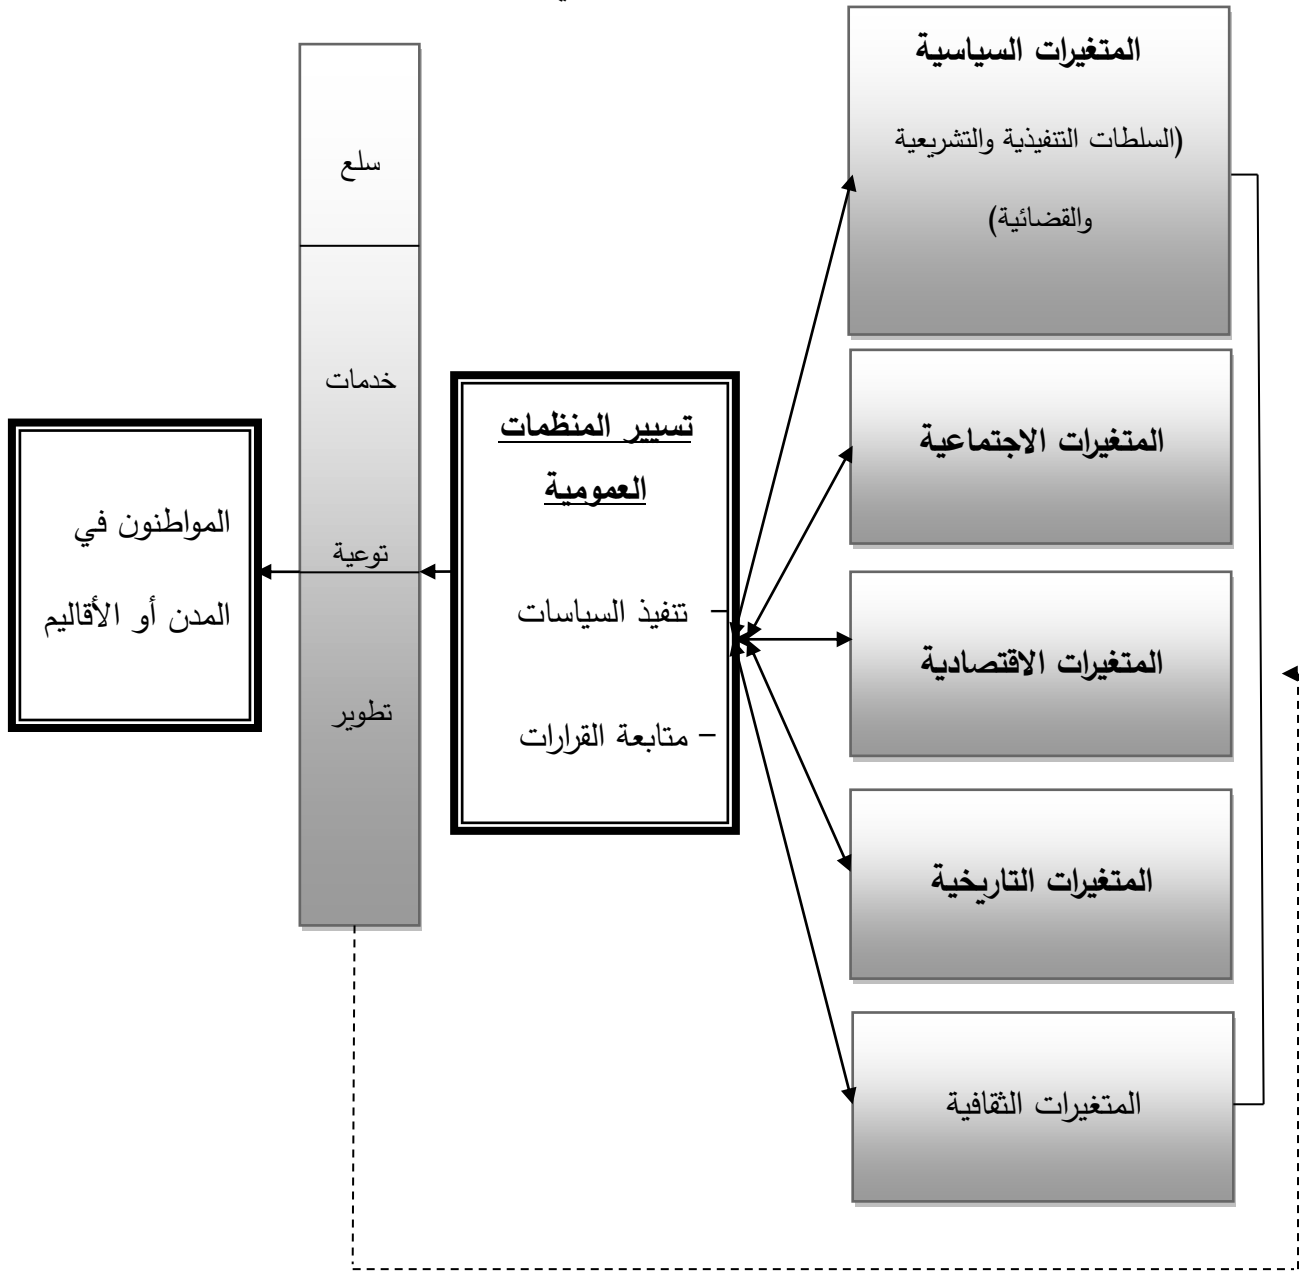 المتغيرات السياسية
(السلطات التنفيذية والتشريعية
والقضائية)
المتغيرات الاجتماعية
المتغيرات الاقتصادية
المتغيرات التاريخية
المتغيرات الثقافية
تسيير المنظمات
العمومية
– تنفيذ السياسات
– متابعة القرارات
سلع
خدمات
توعية
تطوير
المواطنون في
المدن أو الأقاليم